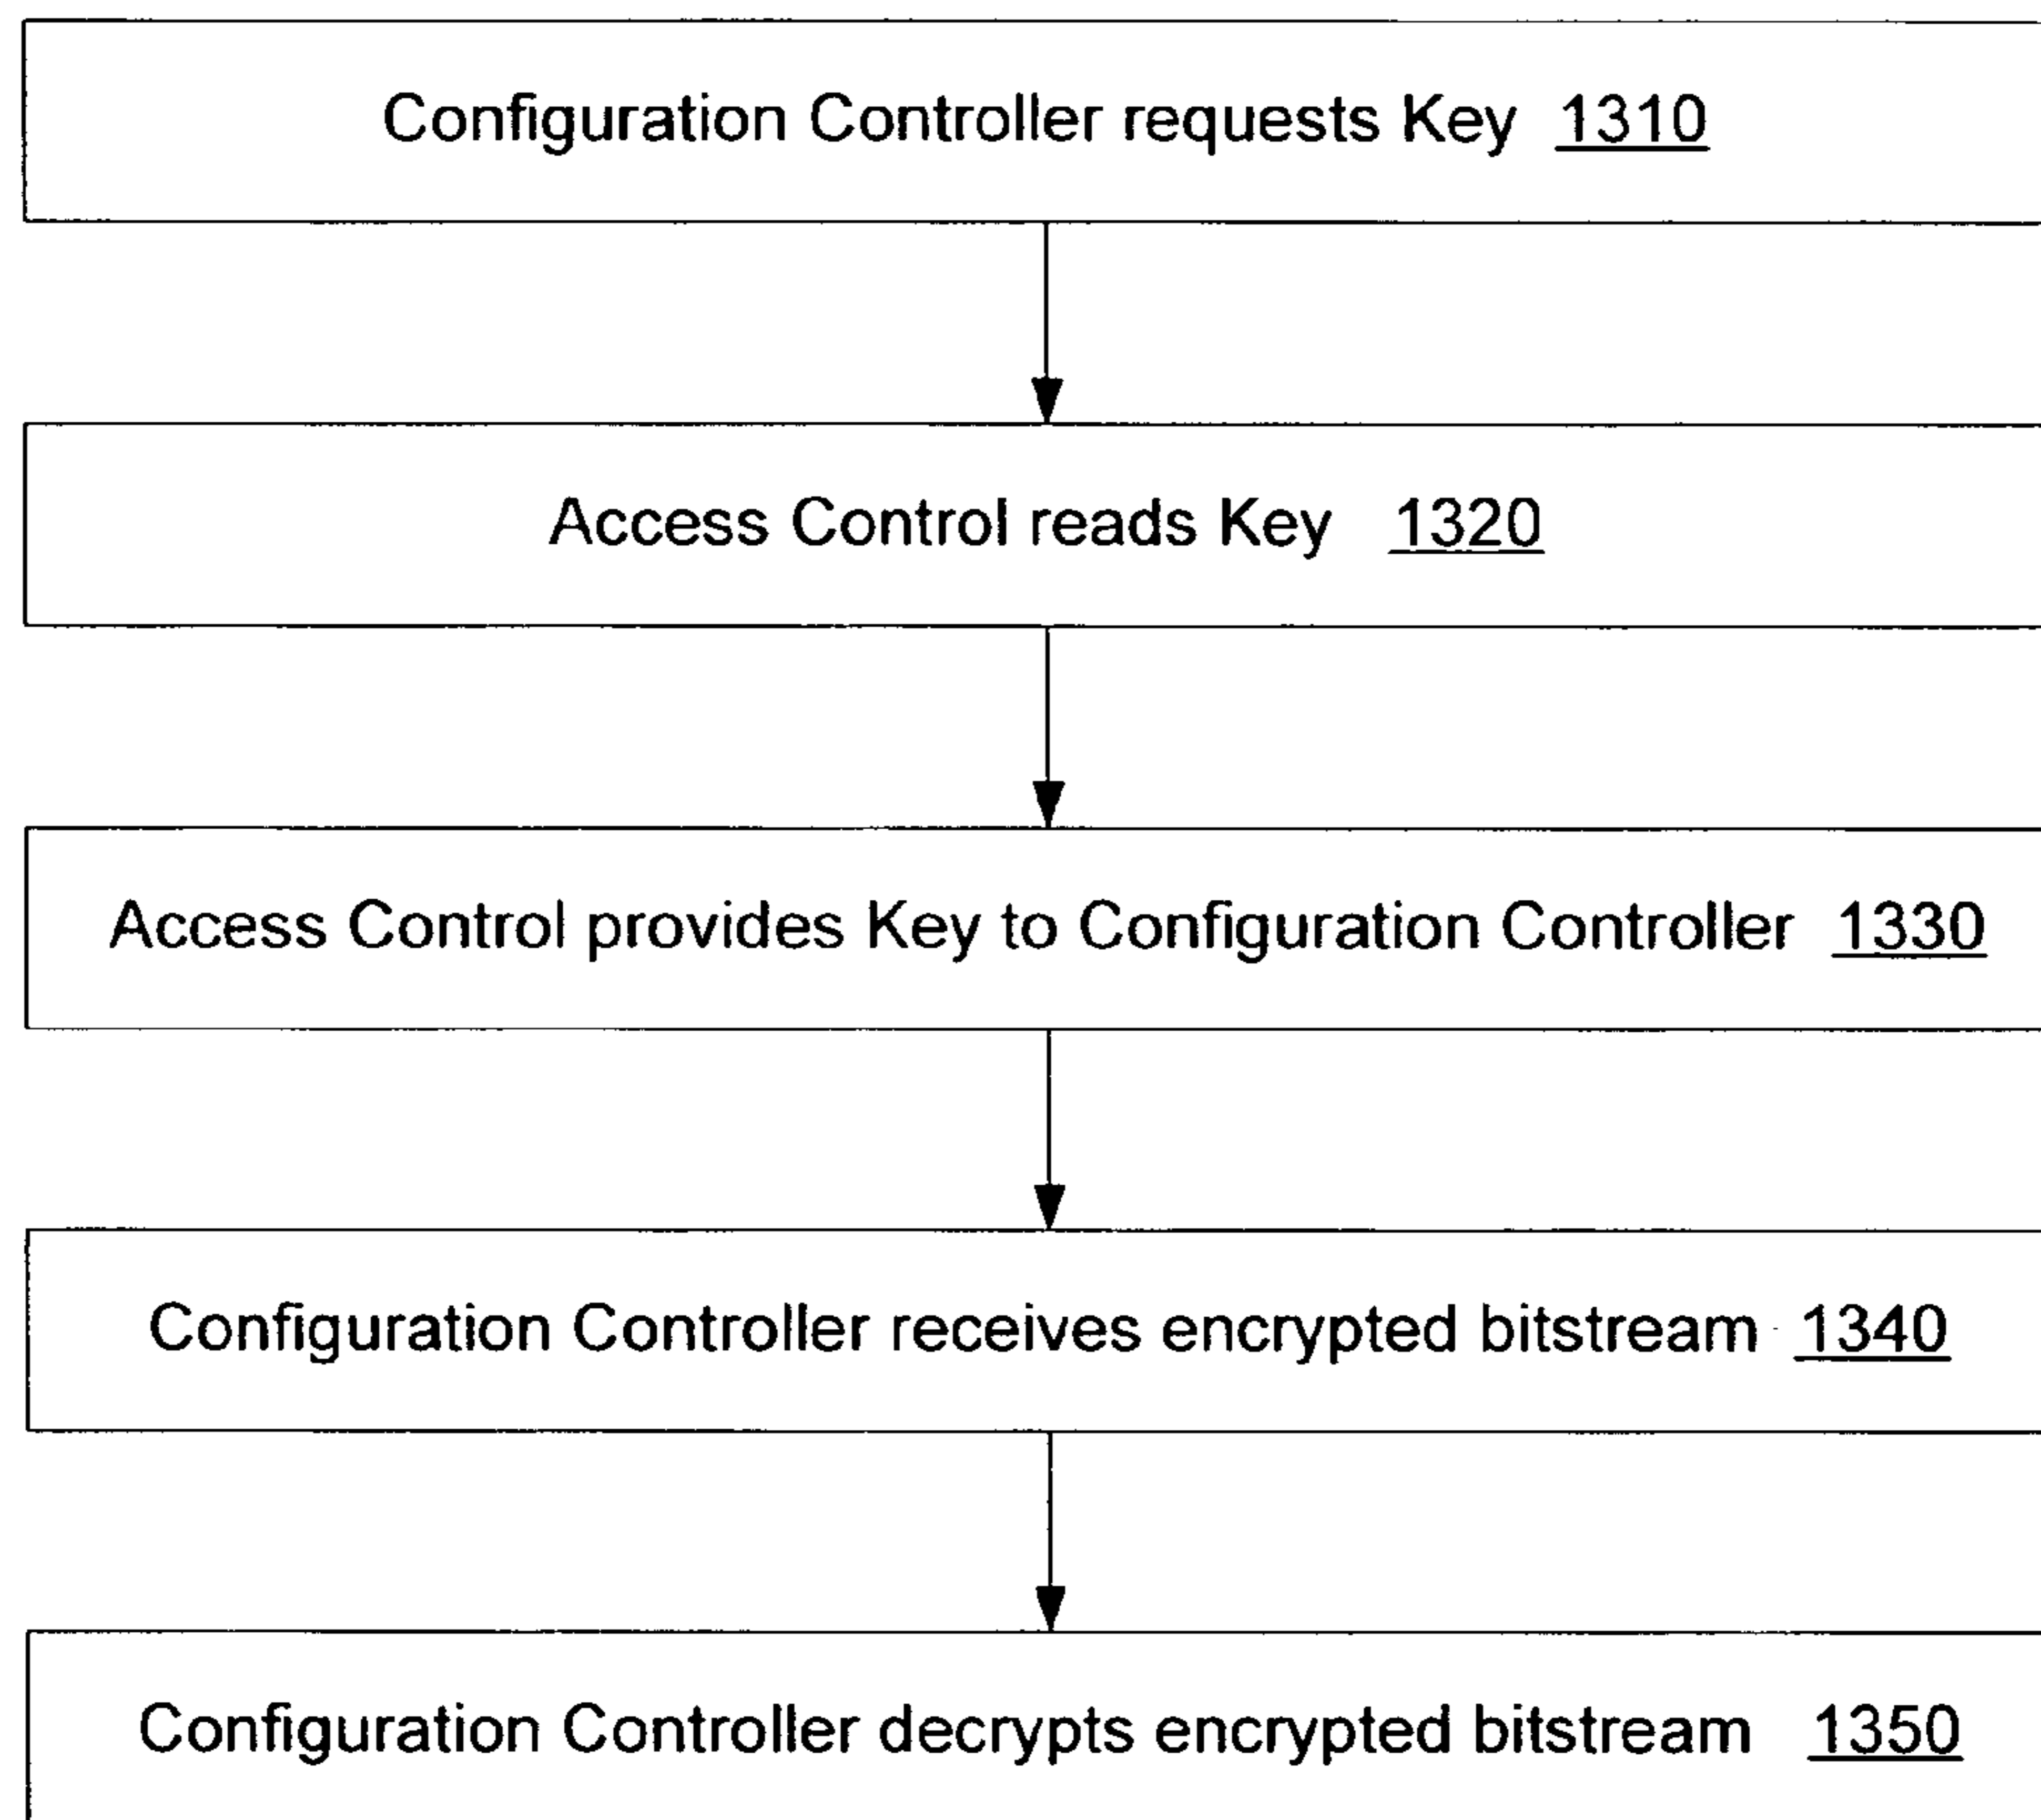 Configuration Controller requests Key 1310
Access Control reads Key 1320
Access Control provides Key to Configuration Controller 1330
Configuration Controller receives encrypted bitstream 1340
Configuration Controller decrypts encrypted bitstream 1350